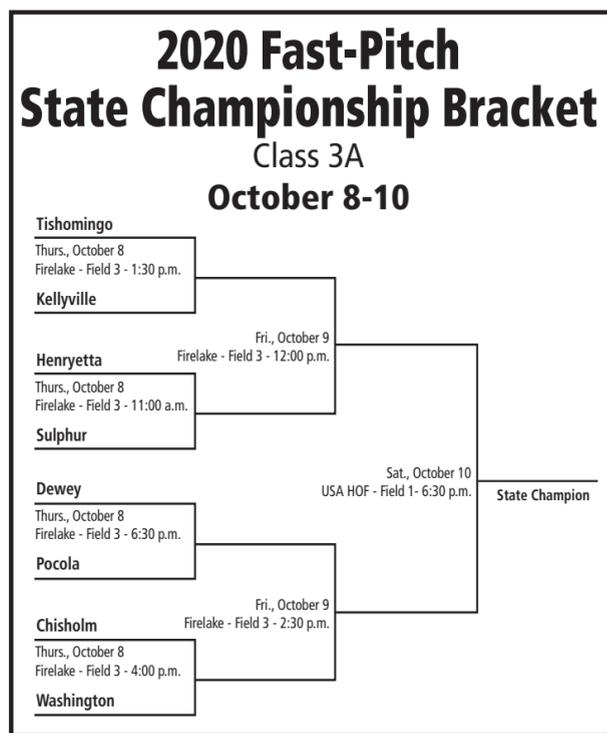 2020 Fast-Pitch
State Championship Bracket
Class 3A
October 8-10
Tishomingo
Thurs., October 8
Firelake - Field 3 - 1:30 p.m.
Kellyville
Fri., October 9
Firelake - Field 3 - 12:00 p.m.
Henryetta
Thurs., October 8
Firelake - Field 3 - 11:00 a.m.
Sulphur
Sat., October 10
USA HOF - Field 1- 6:30 p.m.
State Champion
Dewey
Thurs., October 8
Firelake - Field 3 - 6:30 p.m.
Pocola
Fri., October 9
Firelake - Field 3 - 2:30 p.m.
Chisholm
Thurs., October 8
Firelake - Field 3 - 4:00 p.m.
Washington